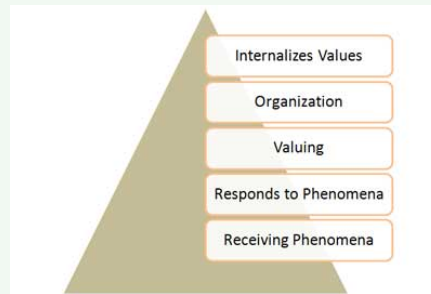 Internalizes Values
Organization
Valuing
Responds to Phenomena
Receiving Phenomena